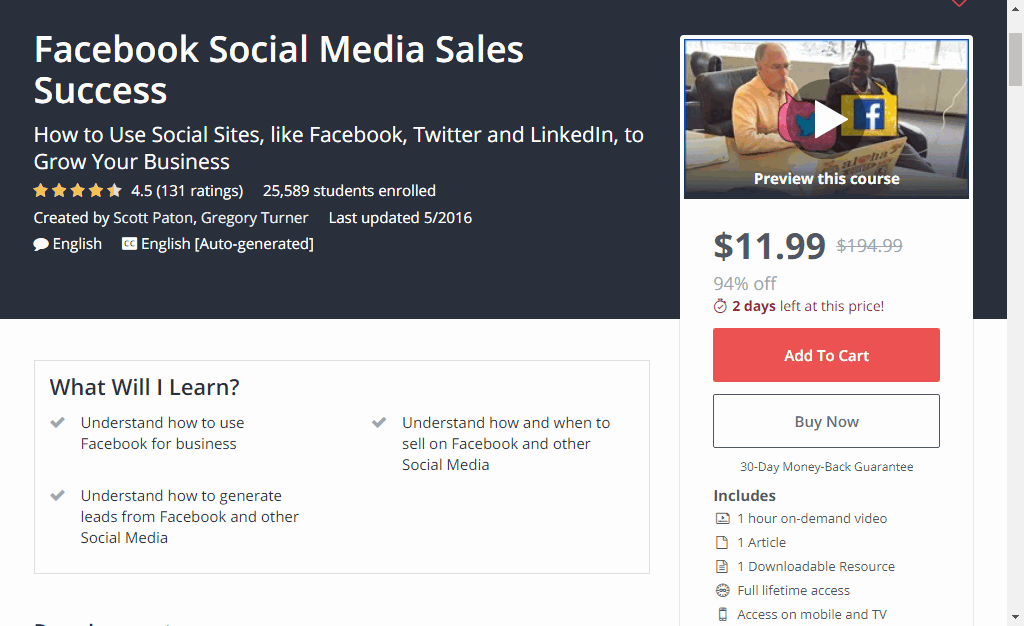 Facebook Social Media Sales
Success
How to Use Social Sites, like Facebook, Twitter and LinkedIn, to
Grow Your Business
4.5 (131 ratings) 25,589 students enrolled
Created by Scott Paton, Gregory Turner Last updated 5/2016
English CC English [Auto-generated]
Preview this course
$11.99 $194.99
94% off
2 days left at this price!
Add To Cart
Buy Now
30-Day Money-Back Guarantee
Includes
1 hour on-demand video
1 Article
1 Downloadable Resource
Full lifetime access
Access on mobile and TV
What Will I Learn?
Understand how to use
Facebook for business
Understand how and when to
sell on Facebook and other
Social Media
Understand how to generate
leads from Facebook and other
Social Media